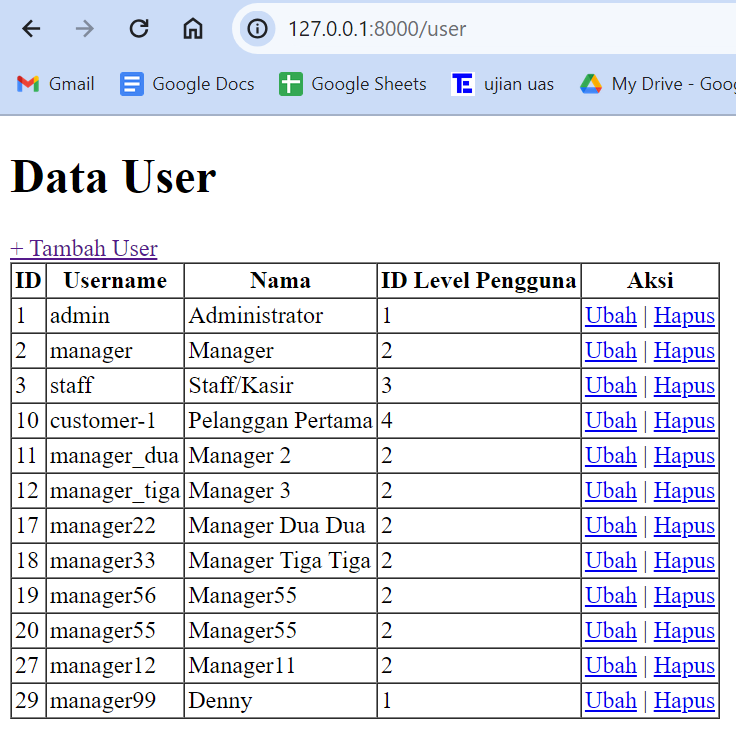 127.0.0.1:8000/user
Gmail Google Docs Google Sheets ujian uas My Drive - Goog
Data User
+ Tambah User
ID Username Nama ID Level Pengguna Aksi
1 admin Administrator 1 Ubah | Hapus
2 manager Manager 2 Ubah | Hapus
3 staff Staff/Kasir 3 Ubah | Hapus
10 customer-1 Pelanggan Pertama 4 Ubah | Hapus
11 manager_dua Manager 2 2 Ubah | Hapus
12 manager_tiga Manager 3 2 Ubah | Hapus
17 manager22 Manager Dua Dua 2 Ubah | Hapus
18 manager33 Manager Tiga Tiga 2 Ubah | Hapus
19 manager56 Manager55 2 Ubah | Hapus
20 manager55 Manager55 2 Ubah | Hapus
27 manager12 Manager11 2 Ubah | Hapus
29 manager99 Denny 1 Ubah | Hapus